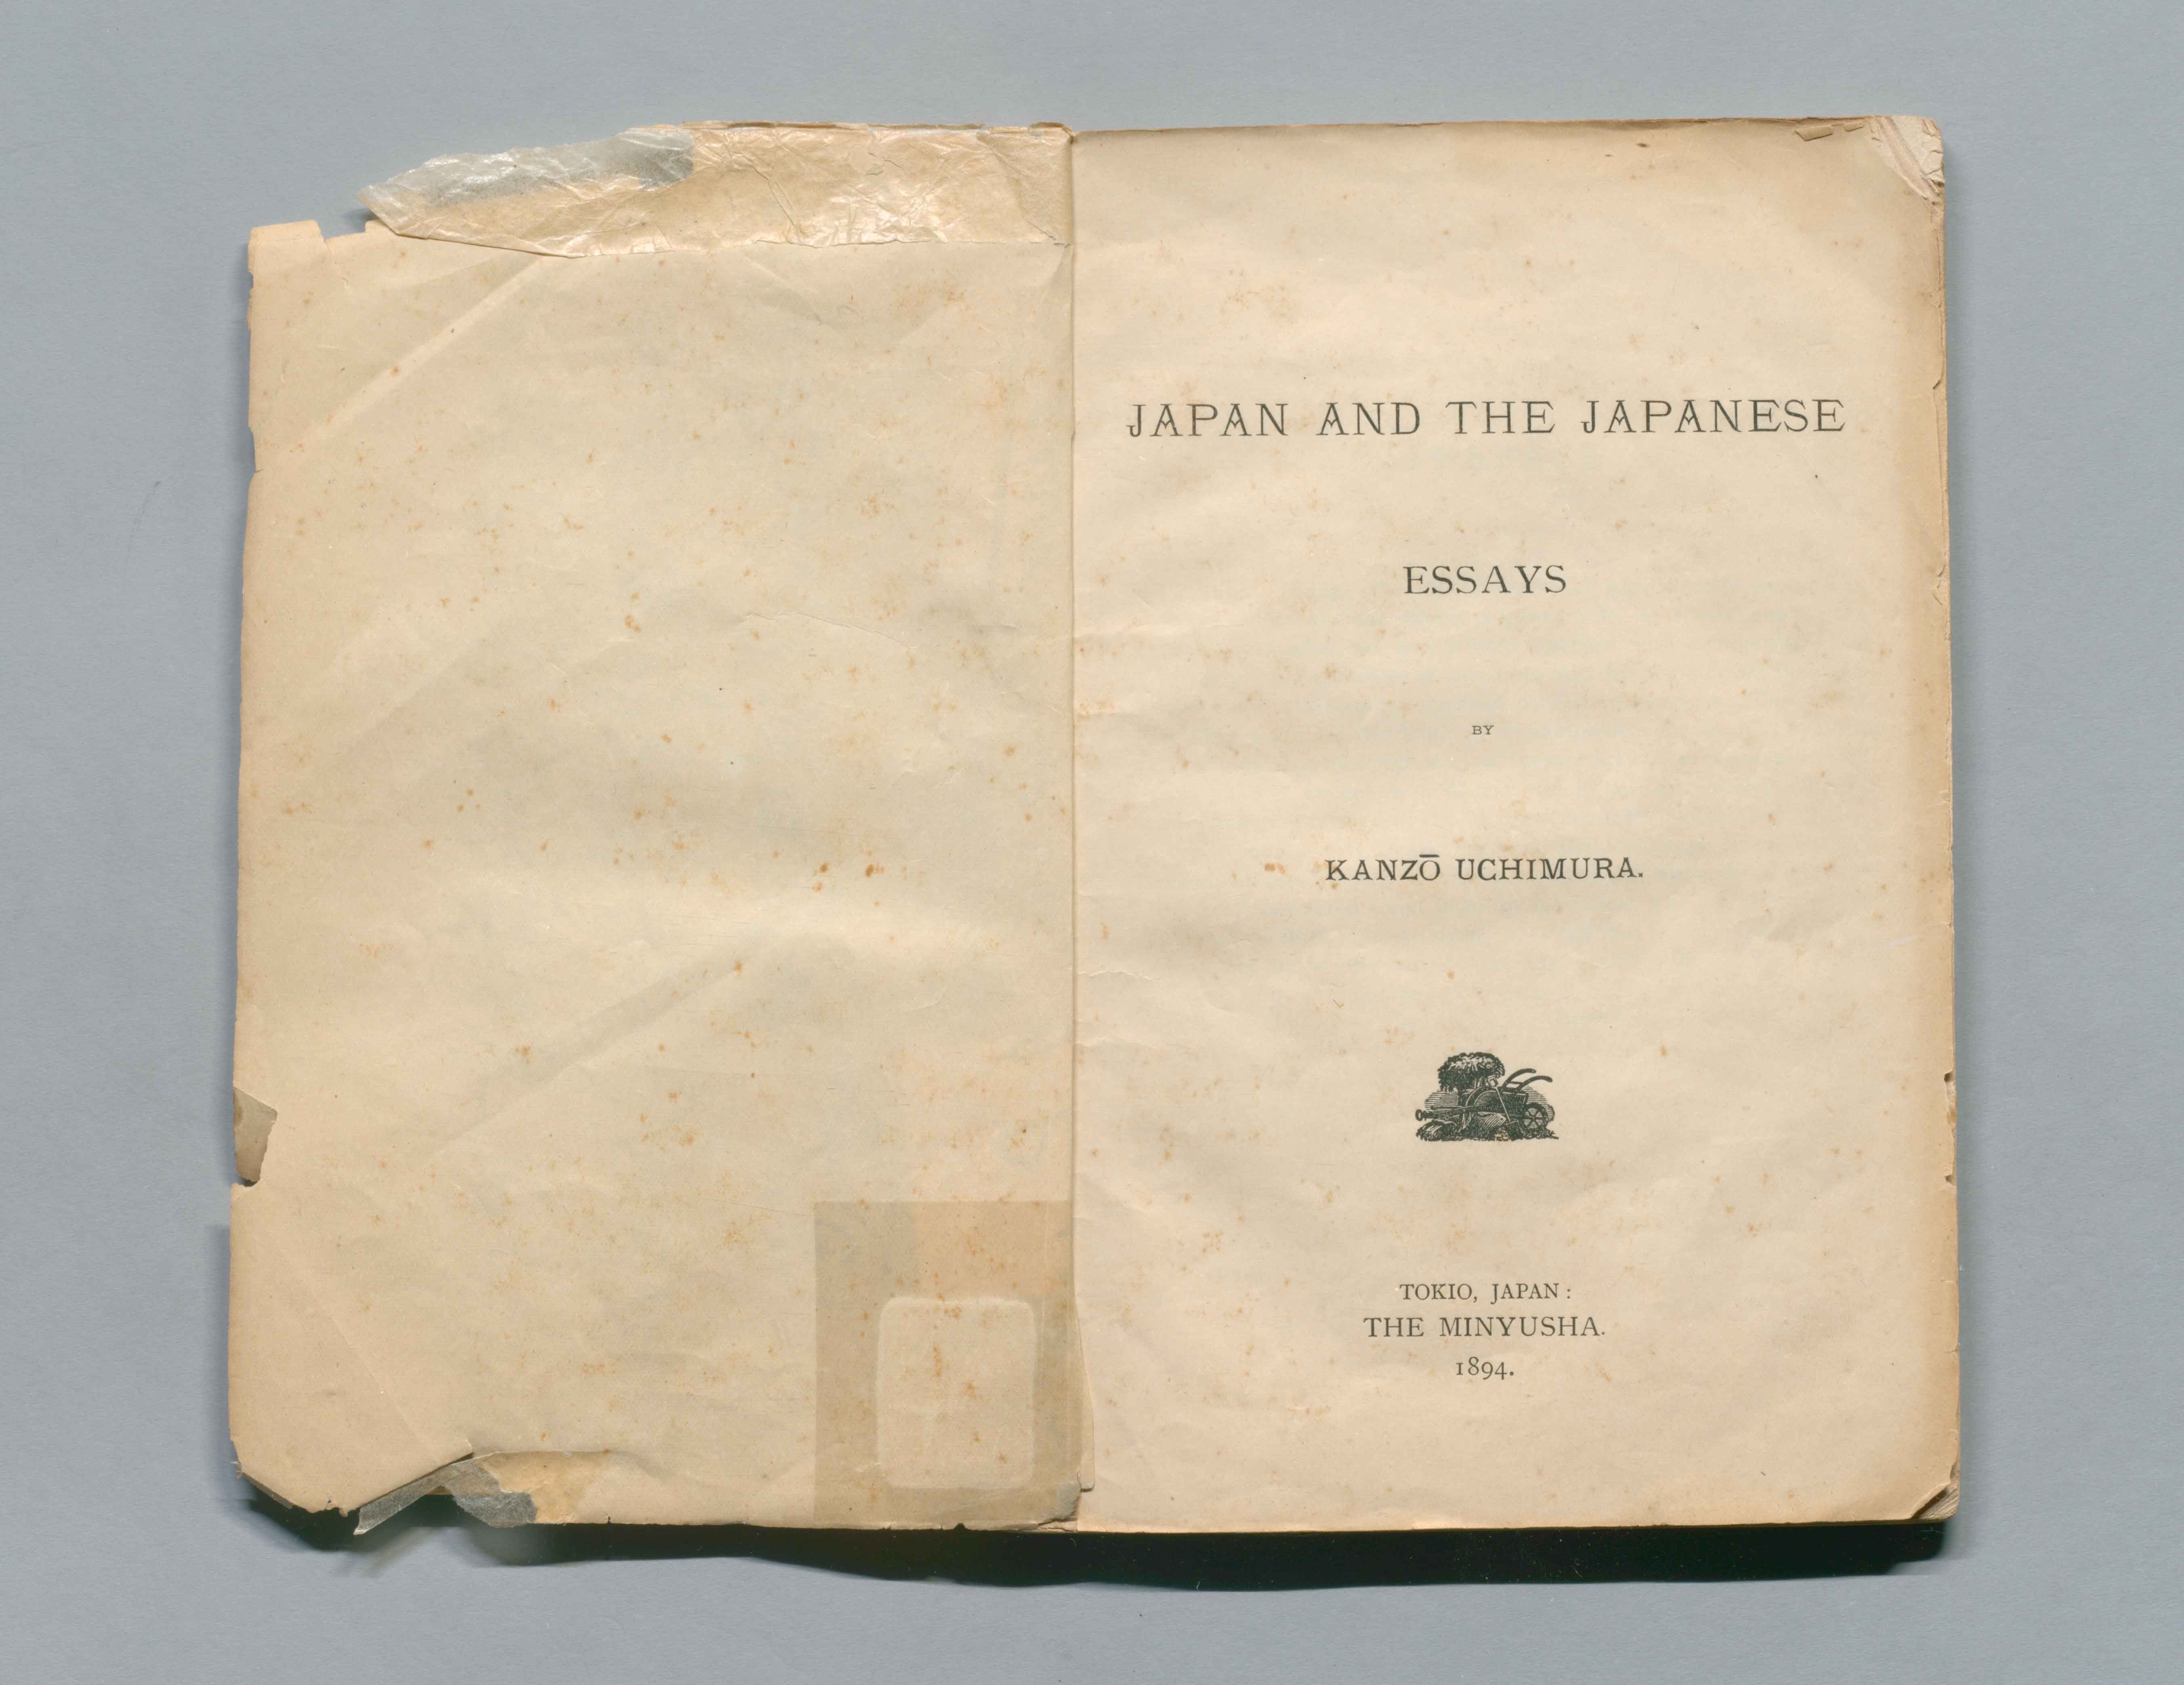 JAPAN AND THE JAPANESE
ESSAYS
BY
KANZŌ UCHIMURA.
TOKIO, JAPAN:
THE MINYUSHA.
1894.